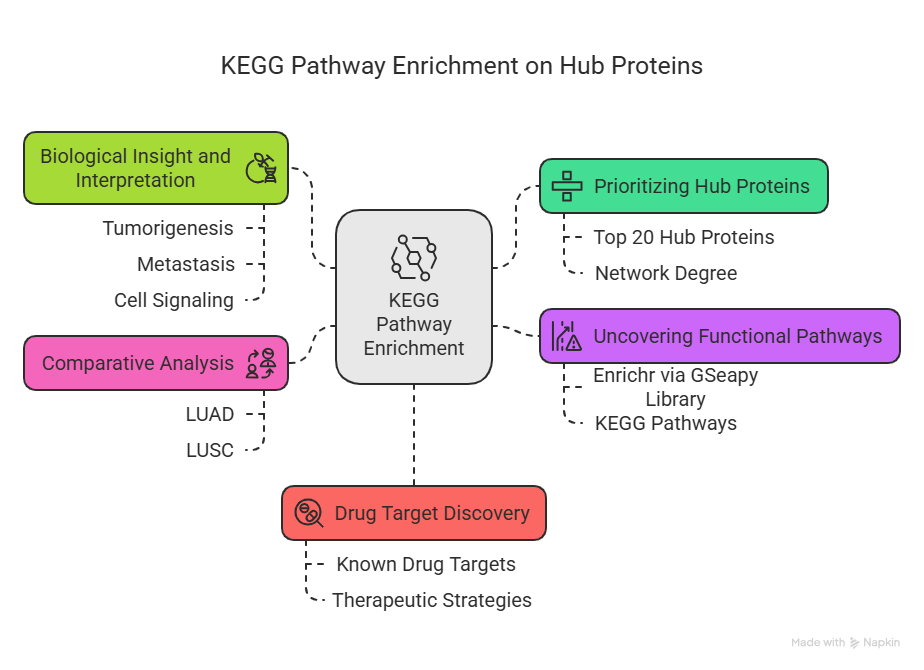 KEGG Pathway Enrichment on Hub Proteins
Biological Insight and
Interpretation
Tumorigenesis
Metastasis
Cell Signaling
Comparative Analysis
LUAD
LUSC
KEGG
Pathway
Enrichment
Prioritizing Hub Proteins
Top 20 Hub Proteins
Network Degree
Uncovering Functional Pathways
Enrichr via GSeapy
Library
KEGG Pathways
Drug Target Discovery
Known Drug Targets
Therapeutic Strategies
Made with Napkin